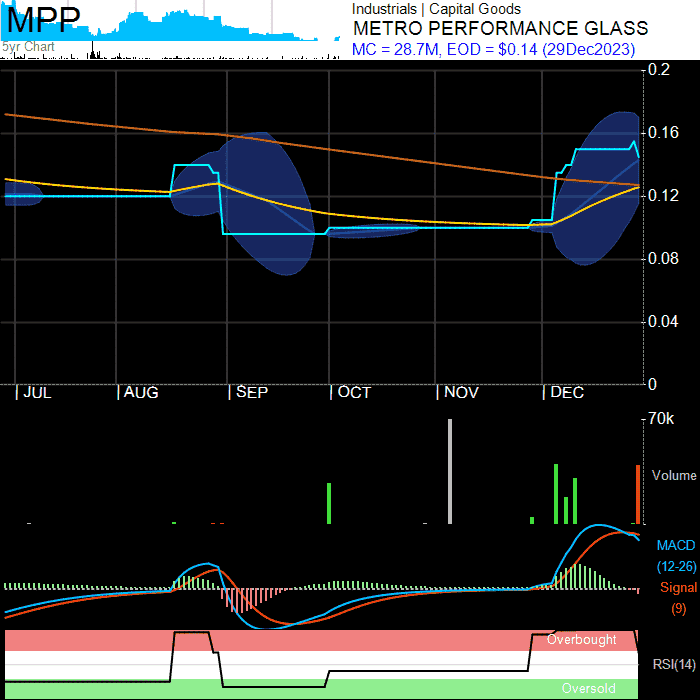 MPP
5yr Chart
Industrials | Capital Goods
METRO PERFORMANCE GLASS
MC = 28.7M, EOD = $0.14 (29Dec2023)
0.2
0.16
0.12
0.08
0.04
0
JUL AUG SEP OCT NOV DEC
70k
Volume
MACD
(12-26)
Signal
(9)
Overbought
RSI(14)
Oversold